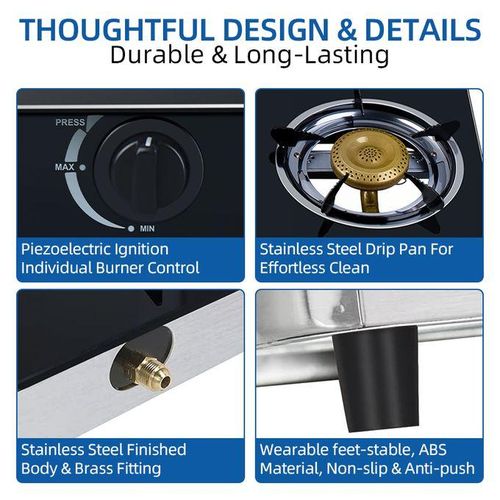 THOUGHTFUL DESIGN & DETAILS
Durable & Long-Lasting
PRESS
MAX
MIN
Piezoelectric Ignition
Individual Burner Control
Stainless Steel Drip Pan For
Effortless Clean
Stainless Steel Finished
Body & Brass Fitting
Wearable feet-stable, ABS
Material, Non-slip & Anti-push